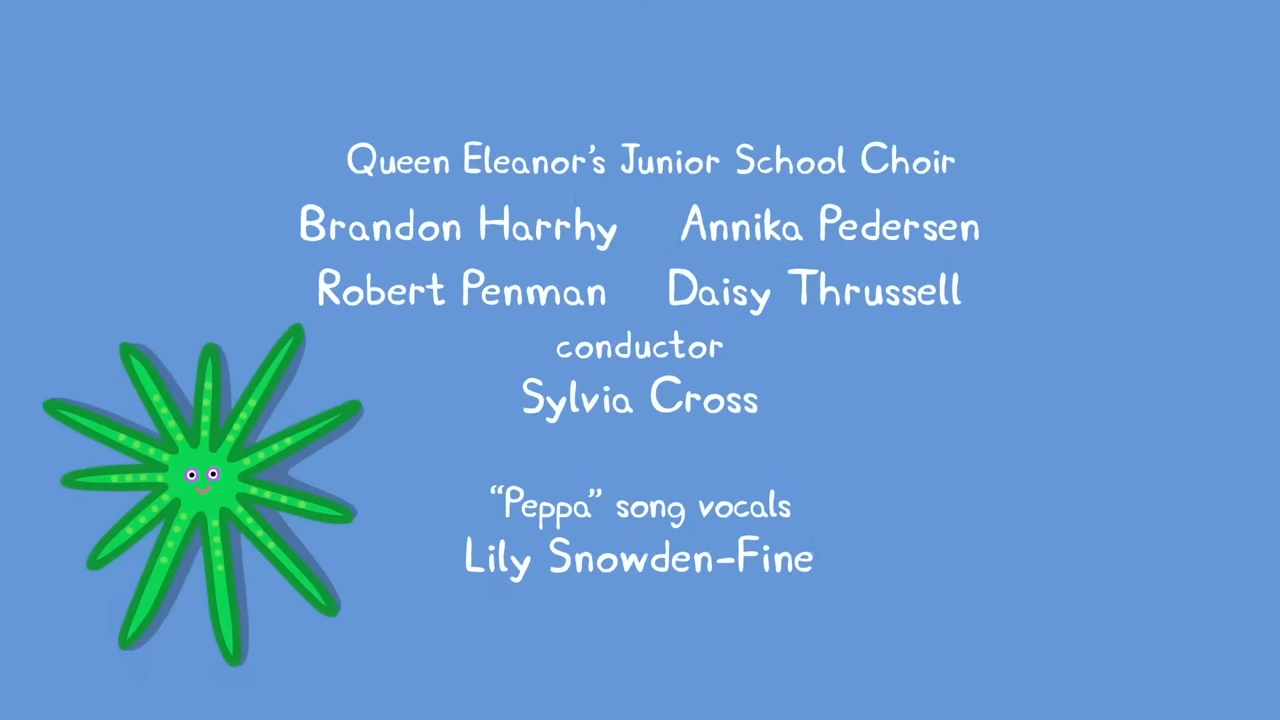 Queen Eleanor's Junior School Choir
Brandon Harrhy Annika Pedersen
Robert Penman Daisy Thrussell
conductor
Sylvia Cross
“Peppa” song vocals
Lily Snowden-Fine